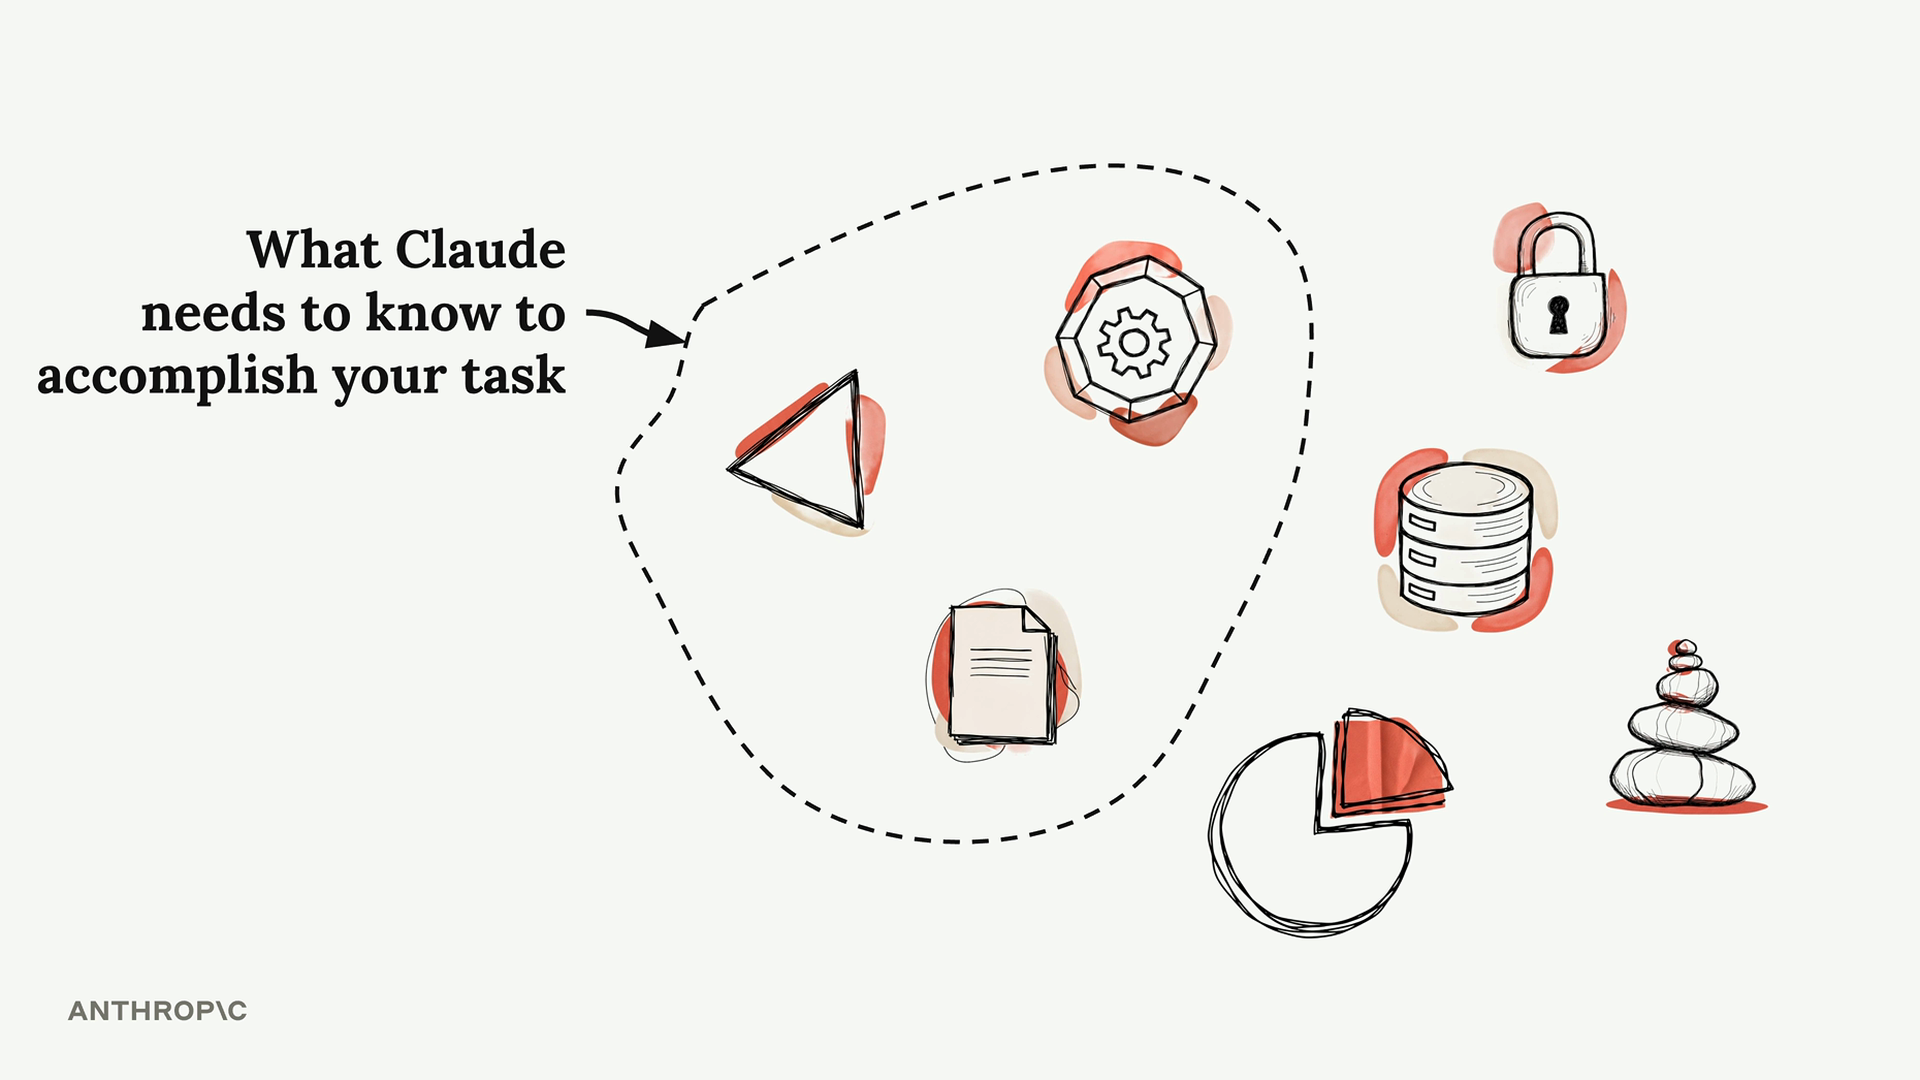 What Claude
needs to know to
accomplish your task
ANTHROP\C